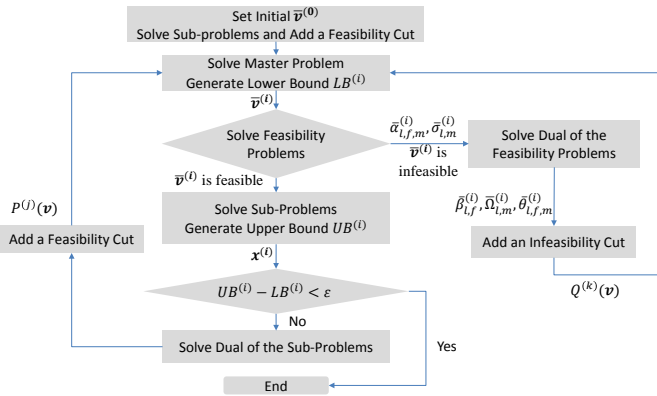 Set Initial v̅⁽⁰⁾
Solve Sub-problems and Add a Feasibility Cut
Solve Master Problem
Generate Lower Bound LB⁽ⁱ⁾
v̅⁽ⁱ⁾
Solve Feasibility
Problems
α̅_{l,f,m}^{(i)}, σ̅_{l,m}^{(i)}
v̅⁽ⁱ⁾ is
infeasible
Solve Dual of the
Feasibility Problems
v̅⁽ⁱ⁾ is feasible
β̅_{l,f}^{(i)}, Ω̅_{l,m}^{(i)}, θ̅_{l,f,m}^{(i)}
P⁽ʲ⁾(v)
Solve Sub-Problems
Generate Upper Bound UB⁽ⁱ⁾
Add a Feasibility Cut
Add an Infeasibility Cut
x⁽ⁱ⁾
UB⁽ⁱ⁾ − LB⁽ⁱ⁾ < ε
Q⁽ᵏ⁾(v)
No
Solve Dual of the Sub-Problems
Yes
End